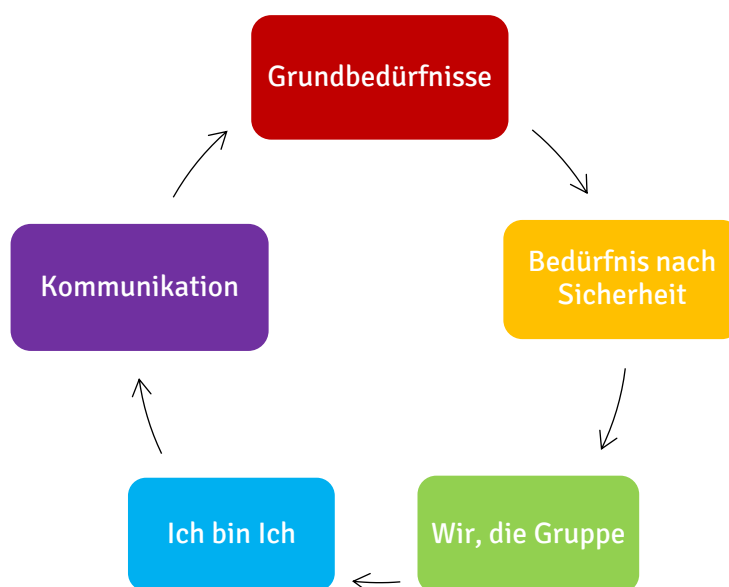 Grundbedürfnisse
Bedürfnis nach
Sicherheit
Wir, die Gruppe
Ich bin Ich
Kommunikation